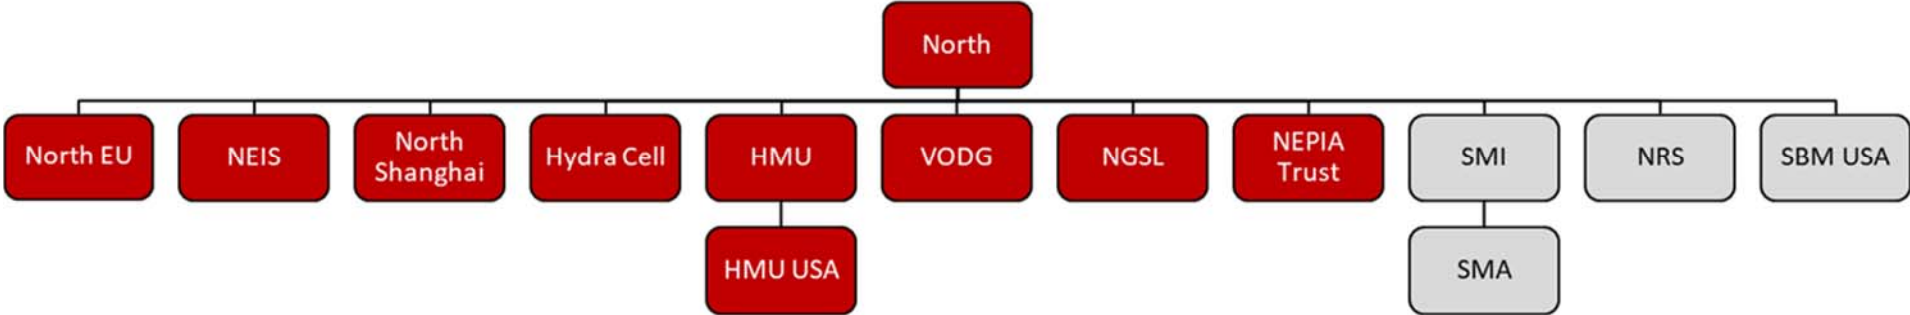 North
North EU
NEIS
North
Shanghai
Hydra Cell
HMU
VODG
NGSL
NEPIA
Trust
SMI
NRS
SBM USA
HMU USA
SMA